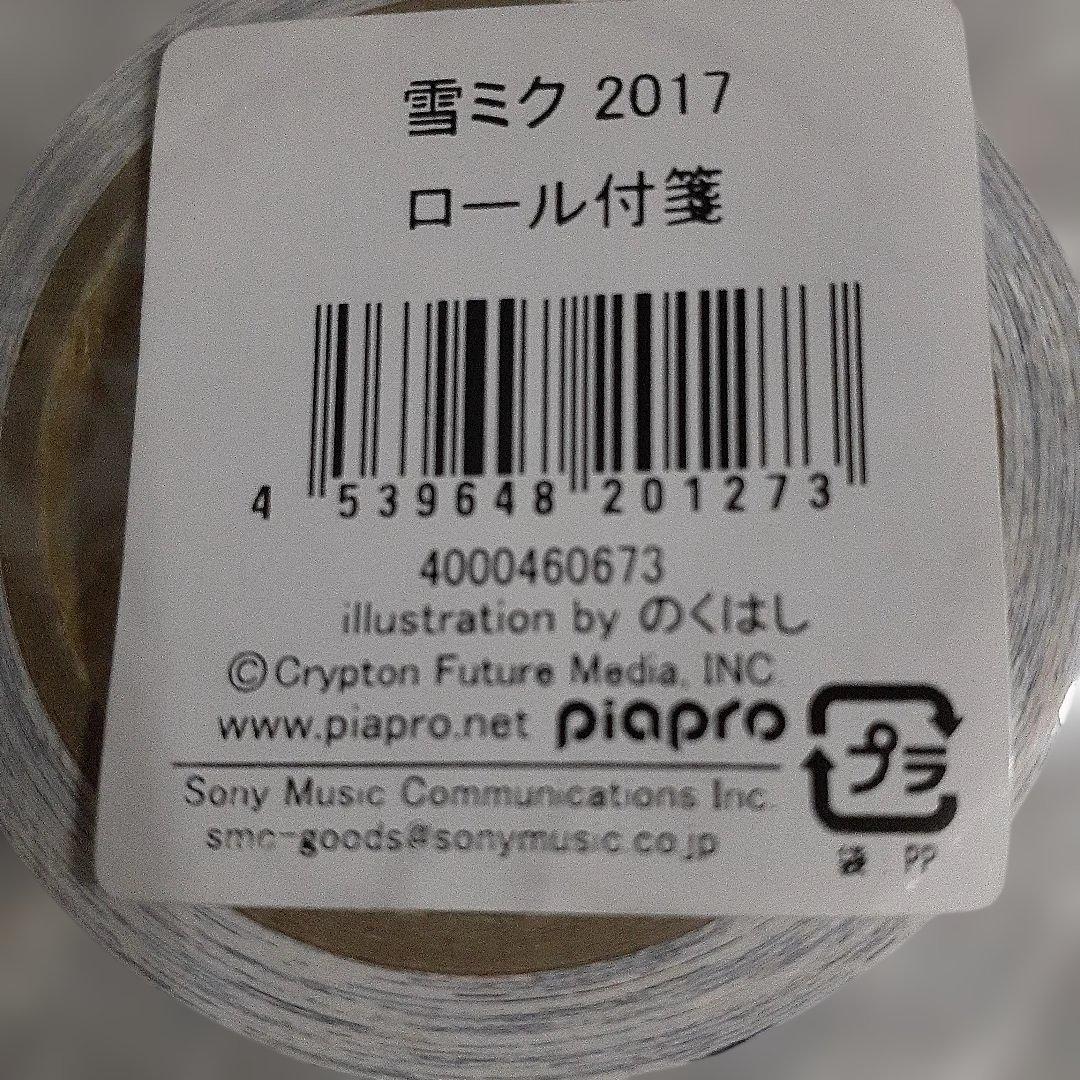 雪ミク 2017
ロール付箋
4 539648 201273
4000460673
illustration by のくはし
©Crypton Future Media, INC
www.piapro.net piapro
プラ
Sony Music Communications Inc.
smc-goods@sonymusic.co.jp
袋 : PP